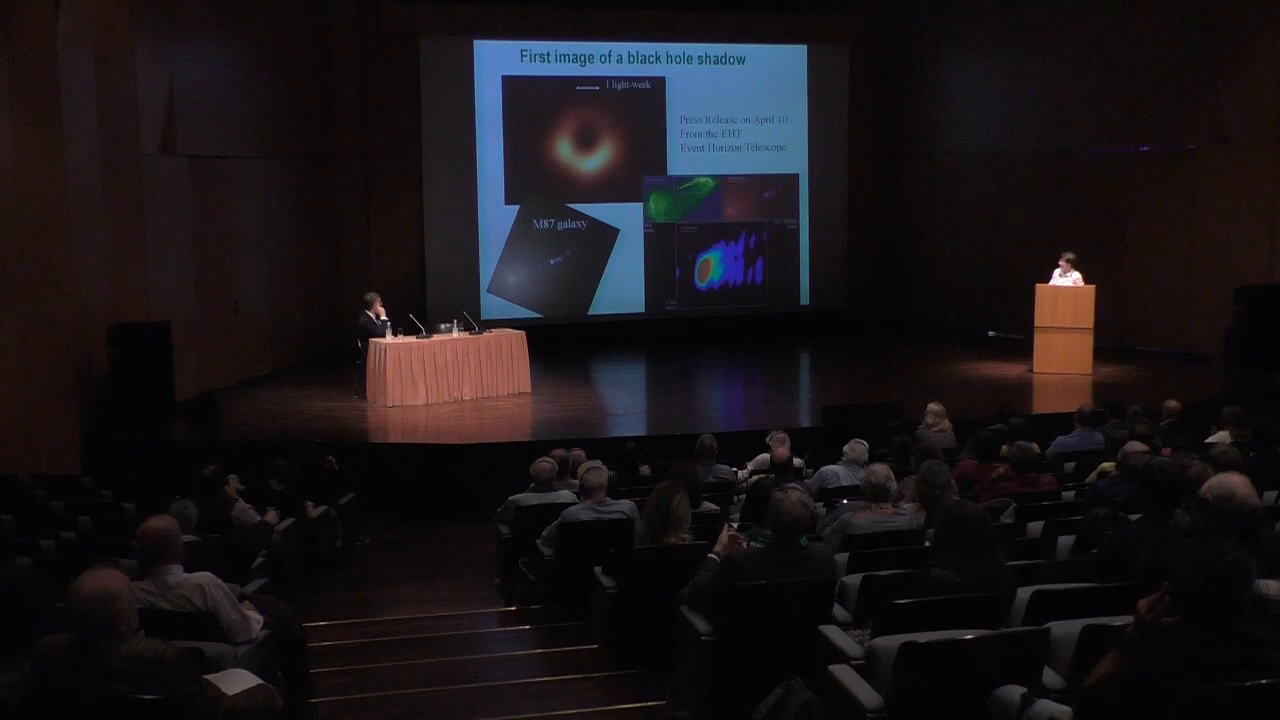 First image of a black hole shadow
1 light-week
Press Release on April 10
From the EHT
Event Horizon Telescope
M87 galaxy